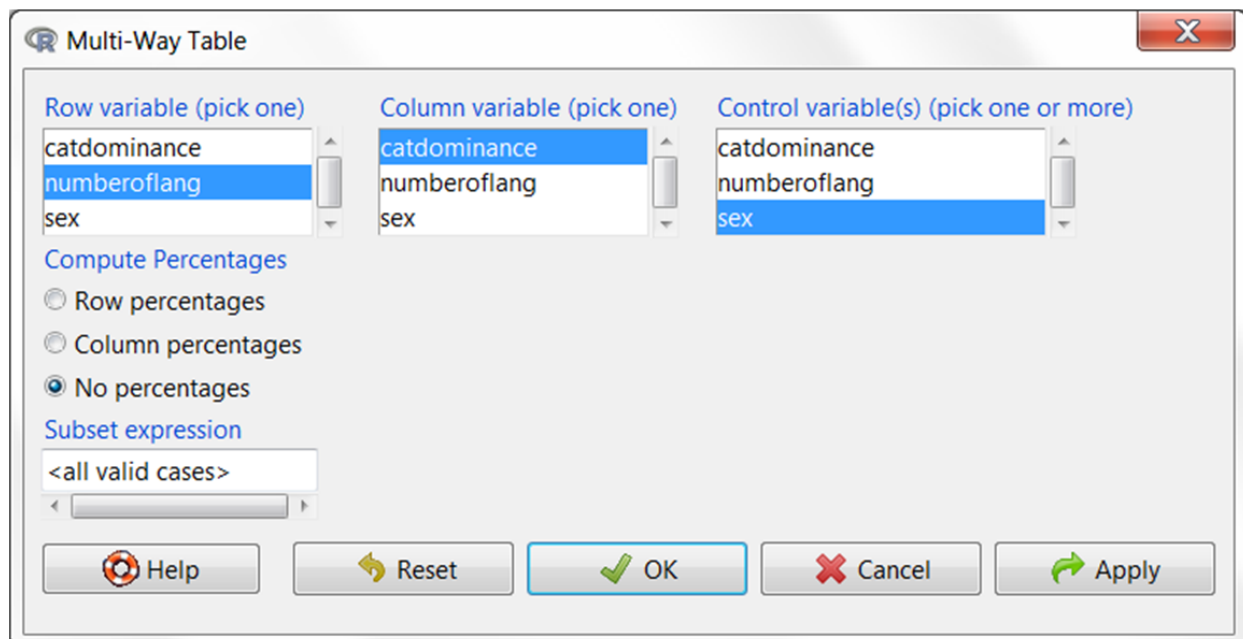 Multi-Way Table
Row variable (pick one) Column variable (pick one) Control variable(s) (pick one or more)
catdominance catdominance catdominance
numberoflang numberoflang numberoflang
sex sex sex
Compute Percentages
Row percentages
Column percentages
No percentages
Subset expression
<all valid cases>
Help Reset OK Cancel Apply